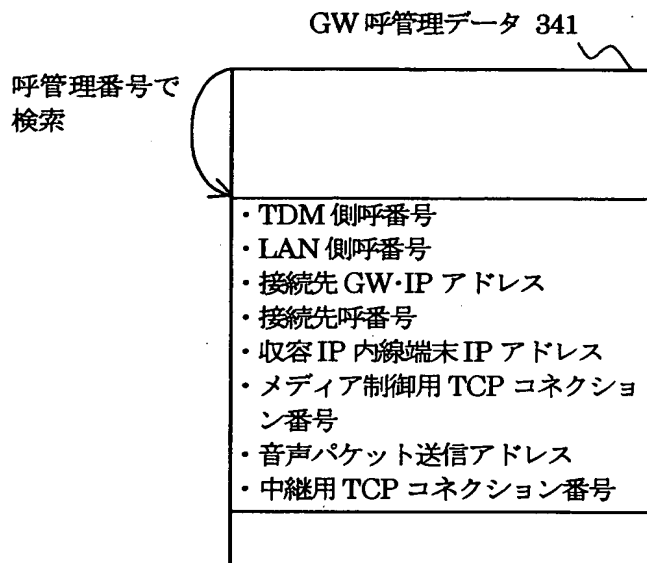 GW 呼管理データ 341
呼管理番号で
検索
・TDM 側呼番号
・LAN 側呼番号
・接続先 GW·IP アドレス
・接続先呼番号
・収容 IP 内線端末 IP アドレス
・メディア制御用 TCP コネクショ
ン番号
・音声パケット送信アドレス
・中継用 TCP コネクション番号